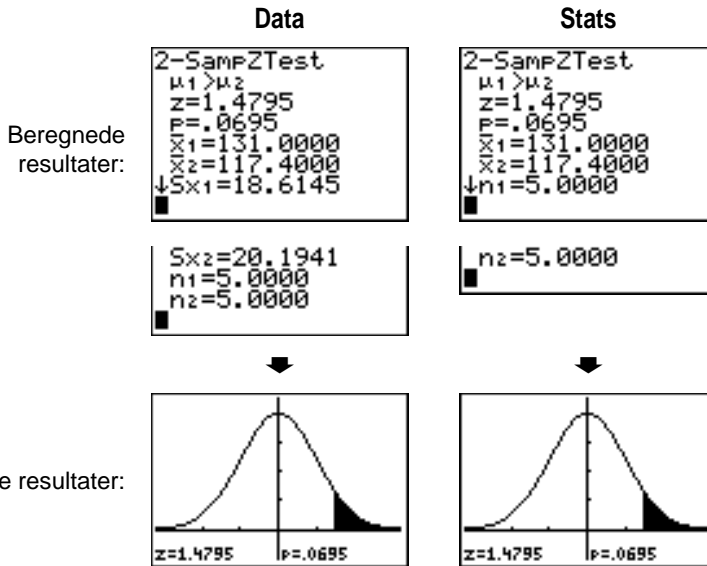 Data
Stats
Beregnede
resultater:
2-SampZTest
μ1>μ2
z=1.4795
p=.0695
x̄1=131.0000
x̄2=117.4000
↓Sx1=18.6145
2-SampZTest
μ1>μ2
z=1.4795
p=.0695
x̄1=131.0000
x̄2=117.4000
↓n1=5.0000
Sx2=20.1941
n1=5.0000
n2=5.0000
n2=5.0000
e resultater:
z=1.4795 p=.0695
z=1.4795 p=.0695